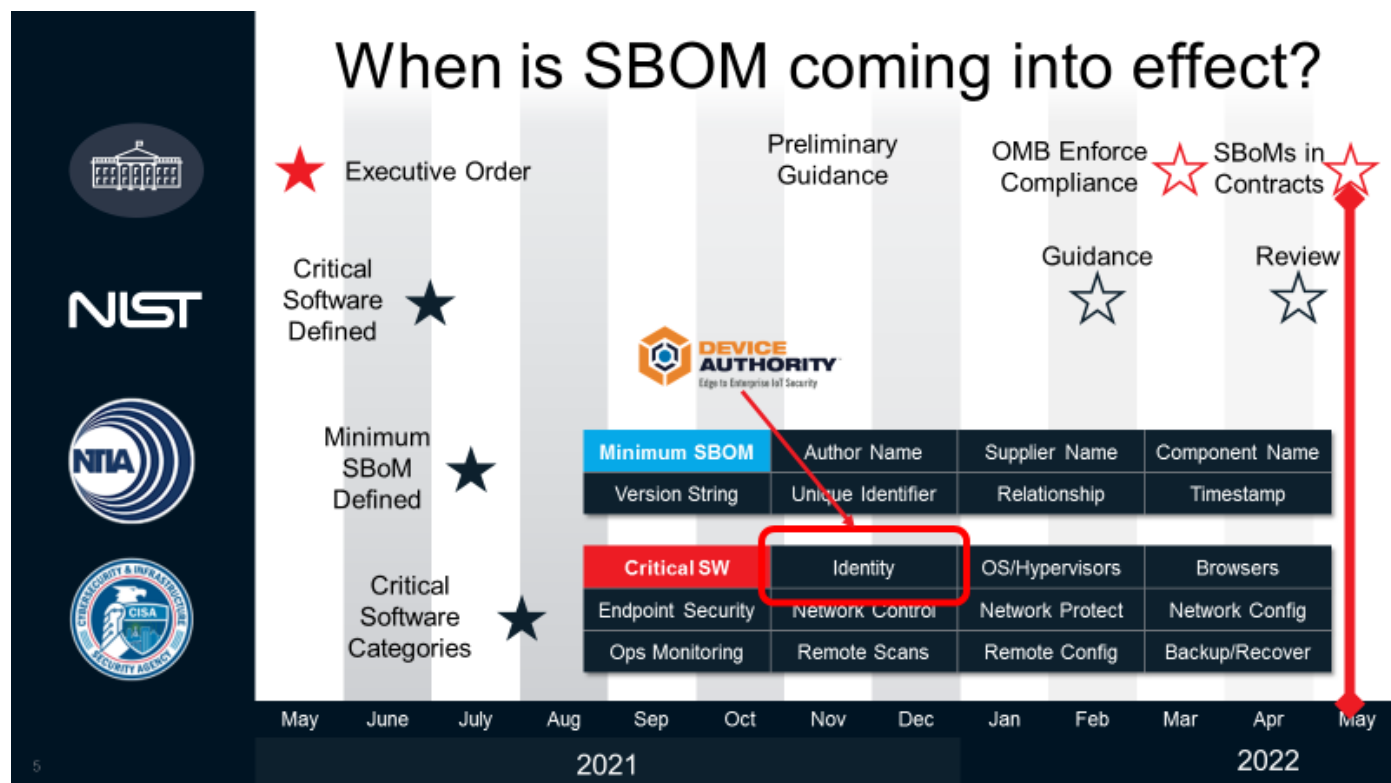 When is SBOM coming into effect?
Executive Order
Preliminary
Guidance
OMB Enforce
Compliance
SBoMs in
Contracts
NIST
Critical
Software
Defined
Guidance
Review
DEVICE
AUTHORITY
Edge to Enterprise IoT Security
NTIA
Minimum
SBoM
Defined
Minimum SBOM
Author Name
Supplier Name
Component Name
Version String
Unique Identifier
Relationship
Timestamp
CYBERSECURITY & INFRASTRUCTURE
CISA
SECURITY AGENCY
Critical
Software
Categories
Critical SW
Identity
OS/Hypervisors
Browsers
Endpoint Security
Network Control
Network Protect
Network Config
Ops Monitoring
Remote Scans
Remote Config
Backup/Recover
May
June
July
Aug
Sep
Oct
Nov
Dec
Jan
Feb
Mar
Apr
May
5
2021
2022